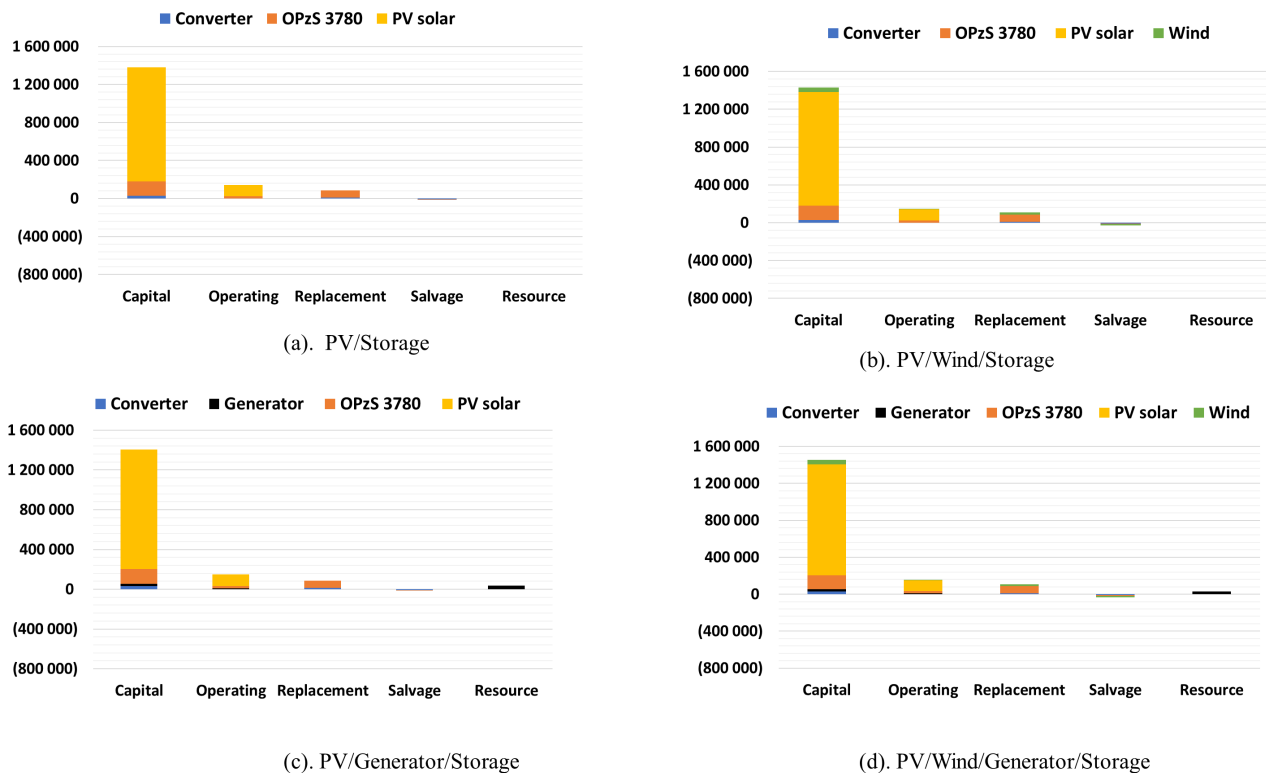 Converter OPzS 3780 PV solar
1 600 000
1 200 000
800 000
400 000
0
(400 000)
(800 000)
Capital Operating Replacement Salvage Resource
(a). PV/Storage
Converter OPzS 3780 PV solar Wind
1 600 000
1 200 000
800 000
400 000
0
(400 000)
(800 000)
Capital Operating Replacement Salvage Resource
(b). PV/Wind/Storage
Converter Generator OPzS 3780 PV solar
1 600 000
1 200 000
800 000
400 000
0
(400 000)
(800 000)
Capital Operating Replacement Salvage Resource
(c). PV/Generator/Storage
Converter Generator OPzS 3780 PV solar Wind
1 600 000
1 200 000
800 000
400 000
0
(400 000)
(800 000)
Capital Operating Replacement Salvage Resource
(d). PV/Wind/Generator/Storage